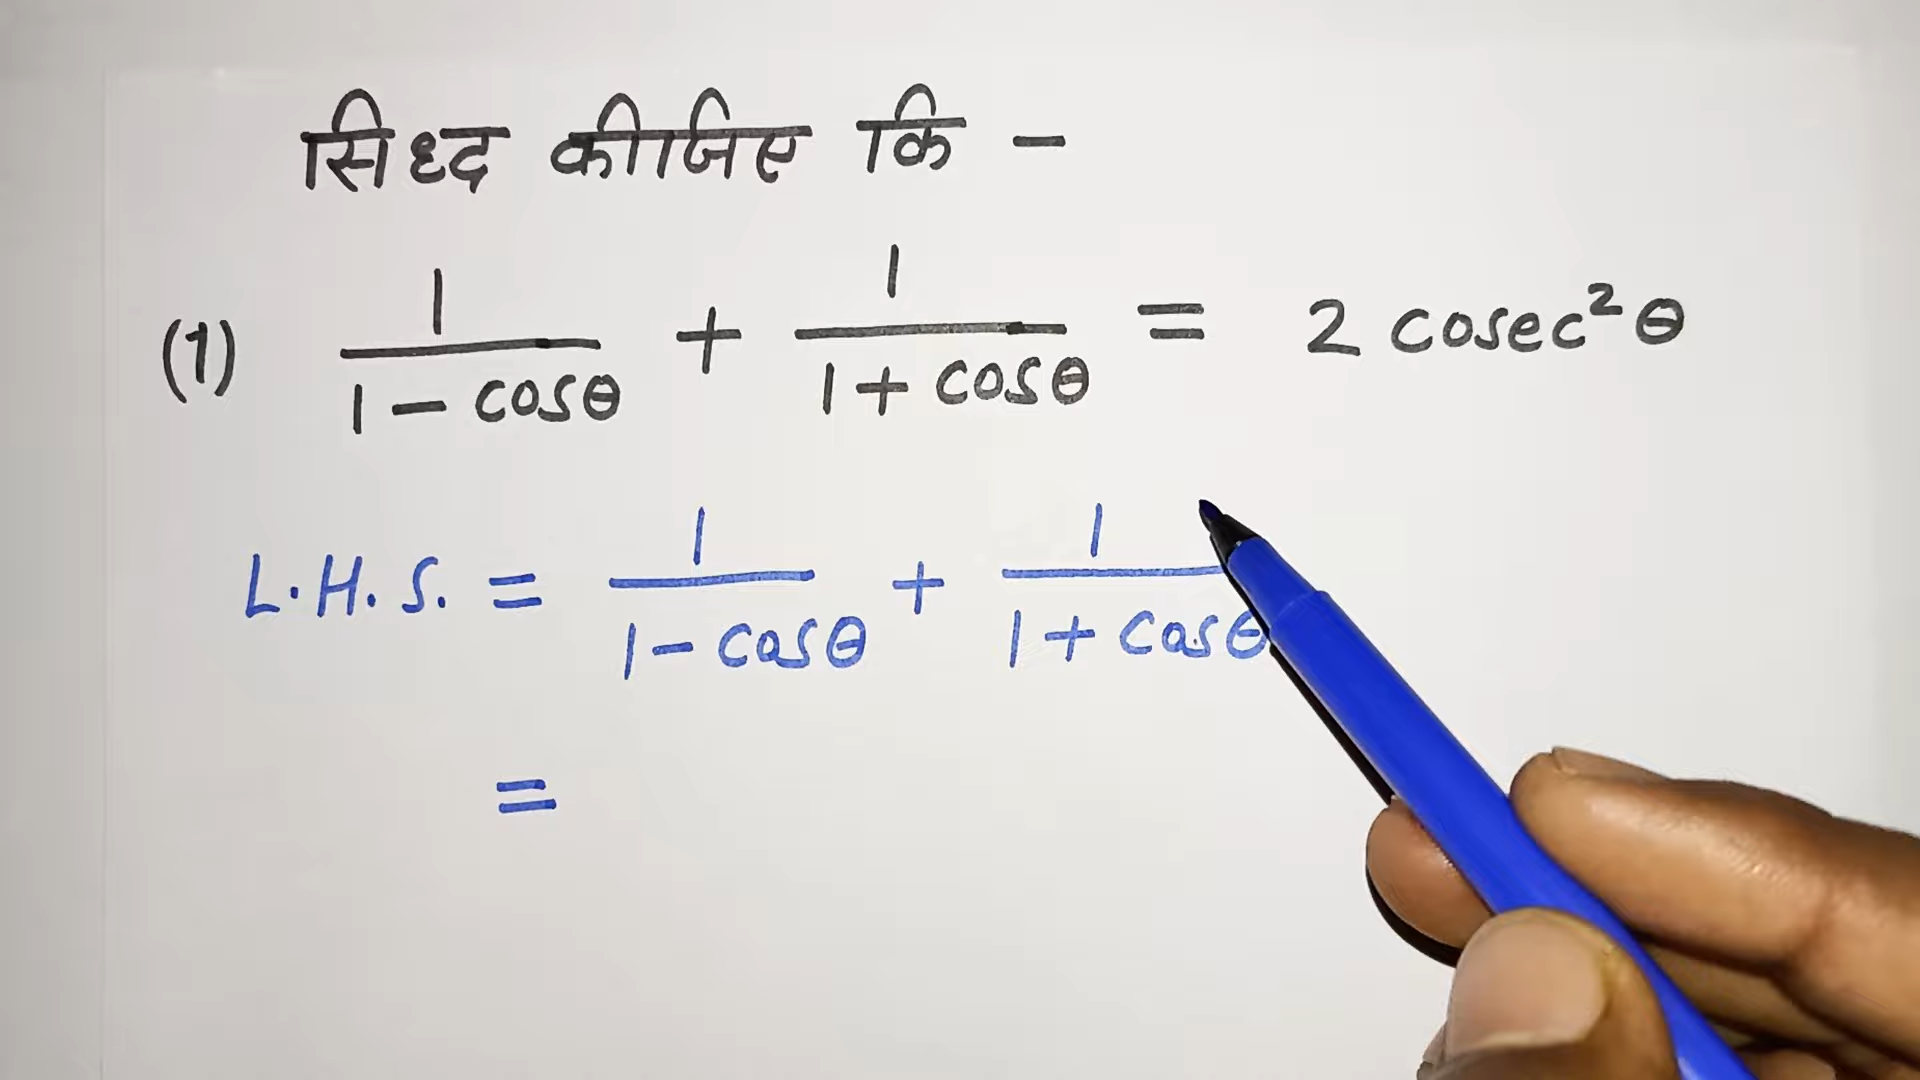 सिध्द कीजिए कि -
(1) 1/(1 - cosθ) + 1/(1 + cosθ) = 2 cosec²θ
L.H.S. = 1/(1 - cosθ) + 1/(1 + cosθ)
=